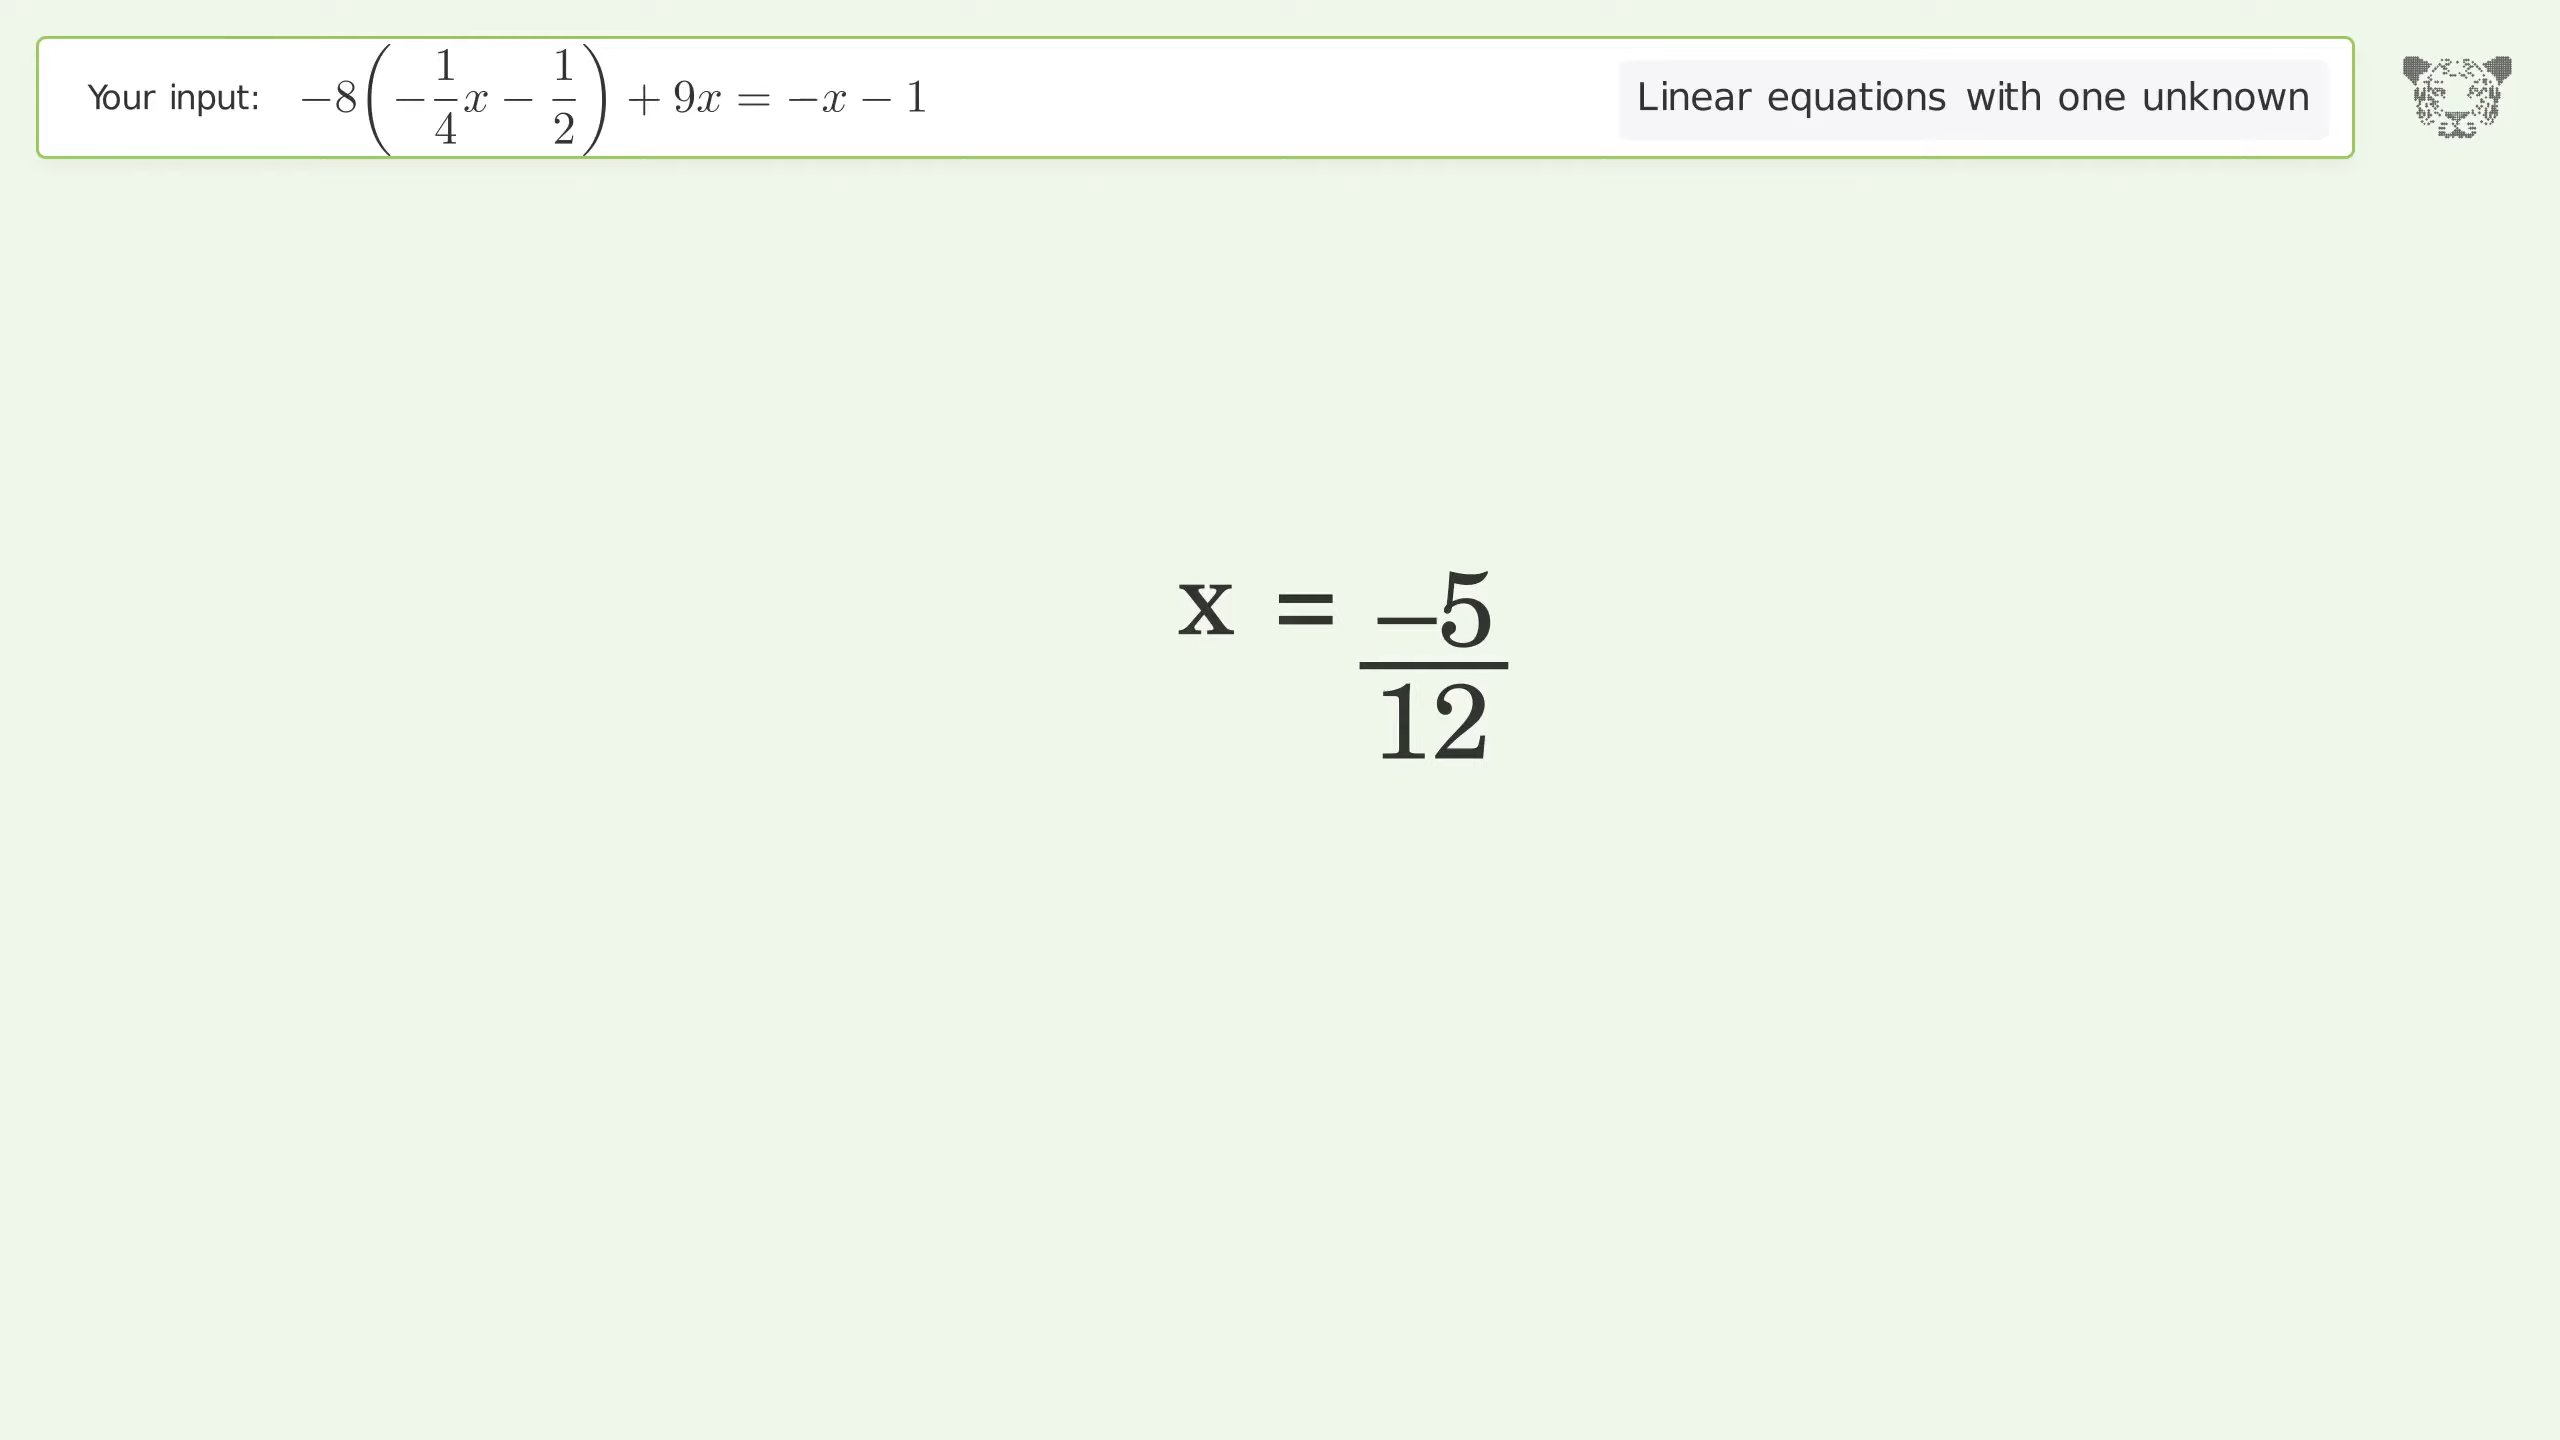 Your input: −8(−1/4x − 1/2) + 9x = −x − 1
Linear equations with one unknown
x = −5/12